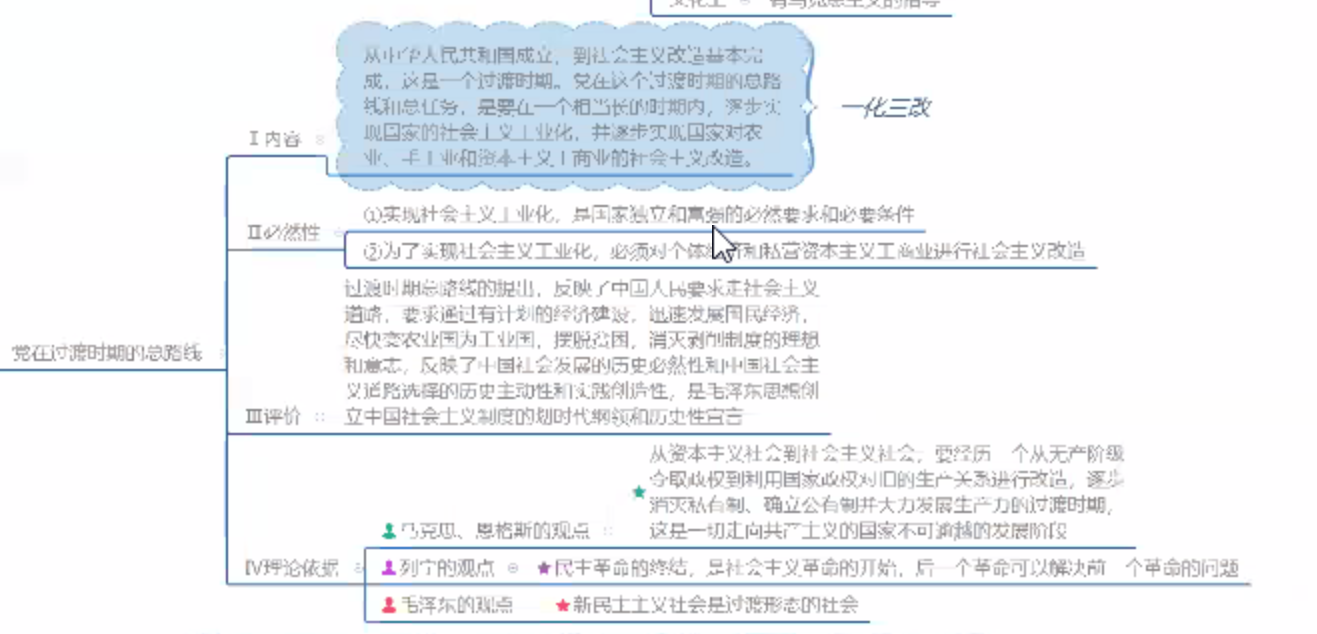 有马克思主义的指导
从中华人民共和国成立，到社会主义改造基本完
成，这是一个过渡时期。党在这个过渡时期的总路
线和总任务，是要在一个相当长的时期内，逐步实
现国家的社会主义工业化，并逐步实现国家对农
业、手工业和资本主义工商业的社会主义改造。
一化三改
Ⅰ内容
①实现社会主义工业化，是国家独立和富强的必然要求和必要条件
Ⅱ必然性
②为了实现社会主义工业化，必须对个体 和私营资本主义工商业进行社会主义改造
过渡时期总路线的提出，反映了中国人民要求走社会主义
道路，要求通过有计划的经济建设，迅速发展国民经济，
尽快变农业国为工业国，摆脱贫困，消灭剥削制度的理想
和意志，反映了中国社会发展的历史必然性和中国社会主
义道路选择的历史主动性和实践创造性，是毛泽东思想创
立中国社会主义制度的划时代纲领和历史性宣言
党在过渡时期的总路线
Ⅲ评价
从资本主义社会到社会主义社会，要经历 个从无产阶级
夺取政权到利用国家政权对旧的生产关系进行改造，逐步
消灭私有制、确立公有制并大力发展生产力的过渡时期，
这是一切走向共产主义的国家不可逾越的发展阶段
马克思、恩格斯的观点
Ⅳ理论依据
列宁的观点
民主革命的终结，是社会主义革命的开始，后一个革命可以解决前 个革命的问题
毛泽东的观点
新民主主义社会是过渡形态的社会